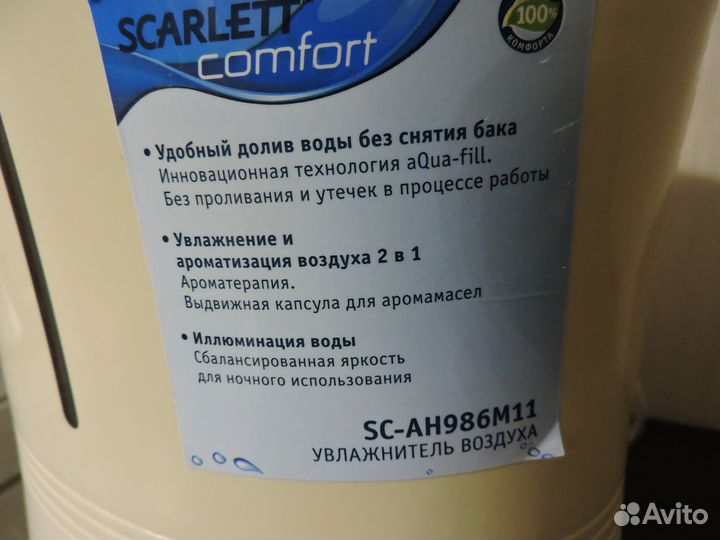 SCARLETT
comfort
100%
КОМФОРТА
• Удобный долив воды без снятия бака
Инновационная технология aQua-fill.
Без проливания и утечек в процессе работы
• Увлажнение и
ароматизация воздуха 2 в 1
Ароматерапия.
Выдвижная капсула для аромамасел
• Иллюминация воды
Сбалансированная яркость
для ночного использования
SC-AH986M11
УВЛАЖНИТЕЛЬ ВОЗДУХА
Avito